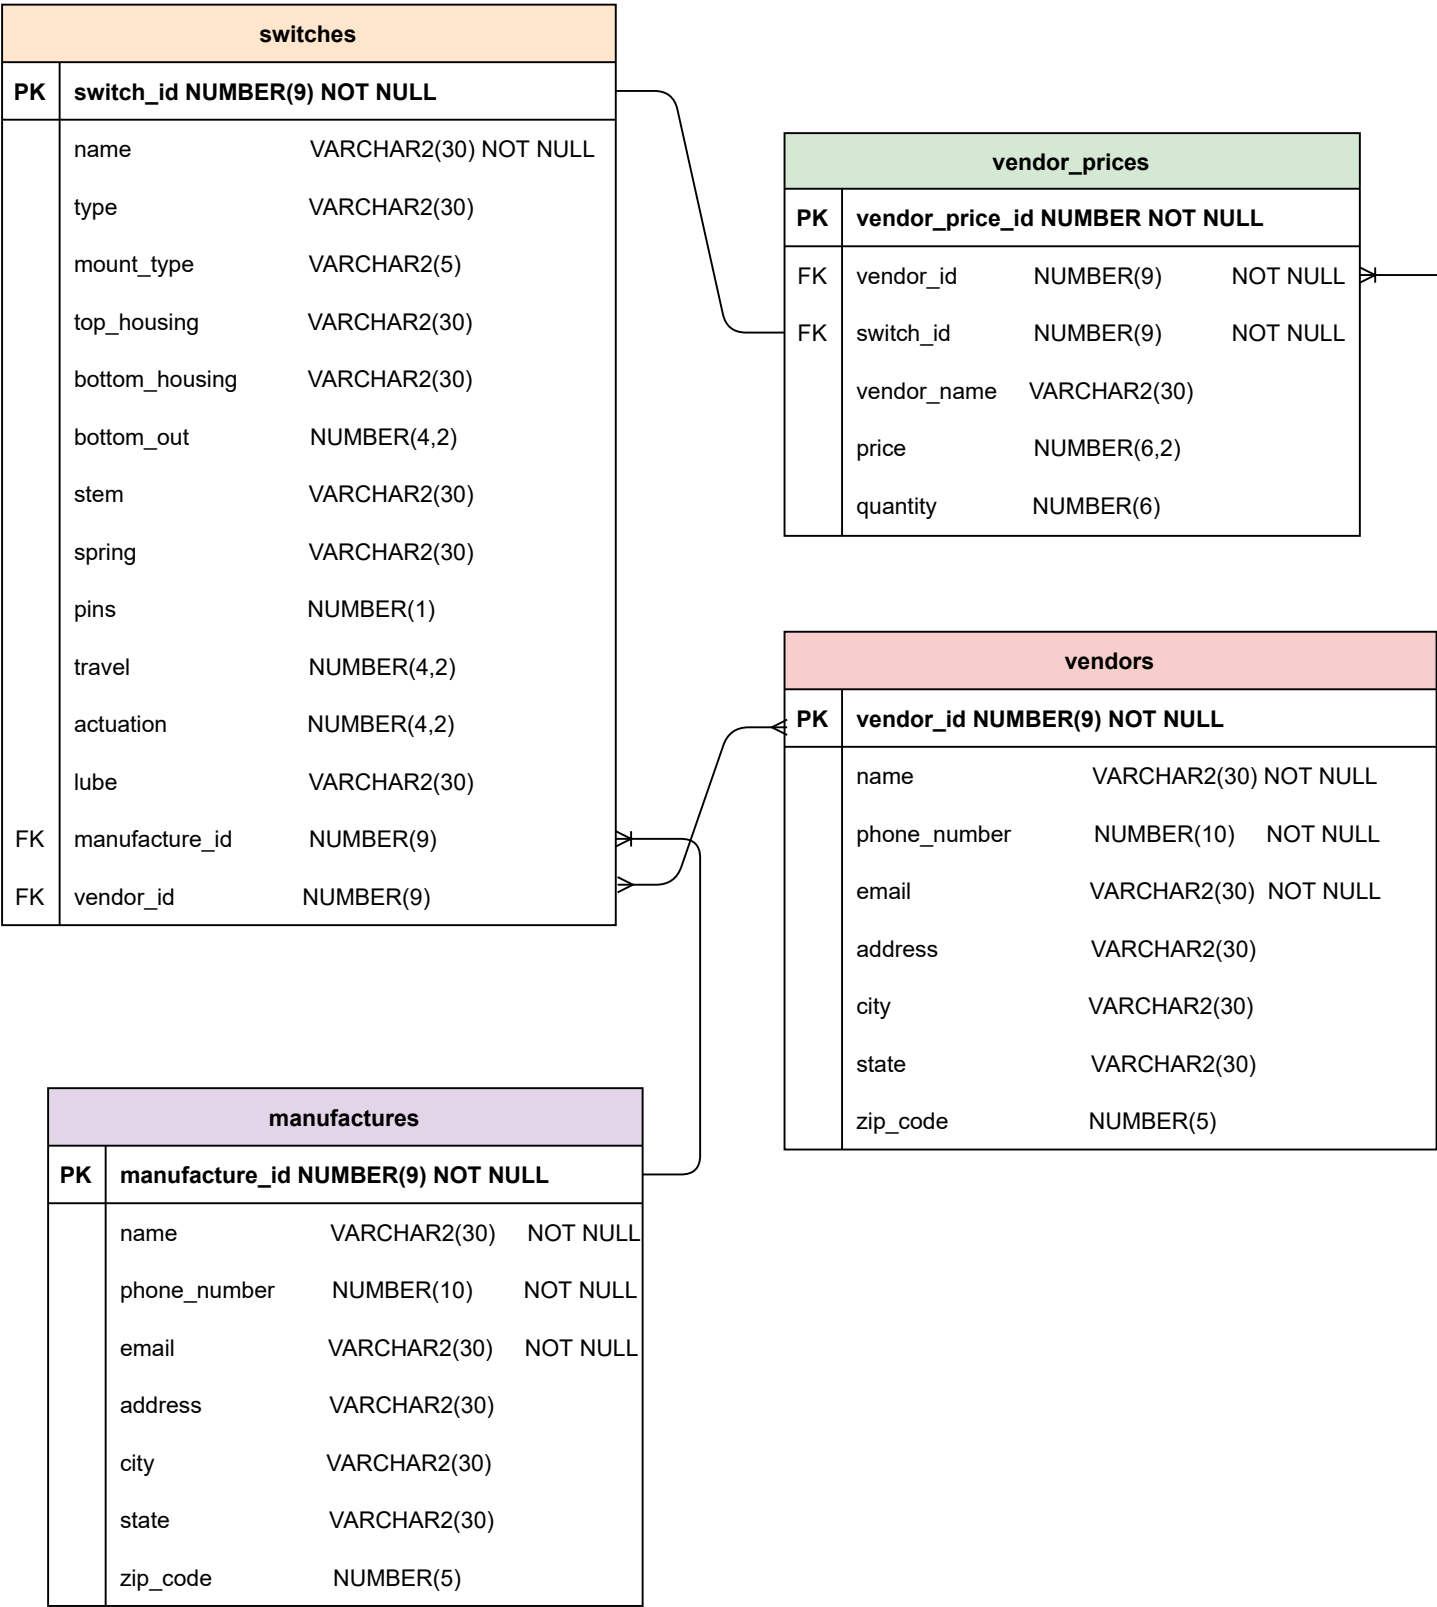 switches
PK switch_id NUMBER(9) NOT NULL
name VARCHAR2(30) NOT NULL
type VARCHAR2(30)
mount_type VARCHAR2(5)
top_housing VARCHAR2(30)
bottom_housing VARCHAR2(30)
bottom_out NUMBER(4,2)
stem VARCHAR2(30)
spring VARCHAR2(30)
pins NUMBER(1)
travel NUMBER(4,2)
actuation NUMBER(4,2)
lube VARCHAR2(30)
FK manufacture_id NUMBER(9)
FK vendor_id NUMBER(9)
vendor_prices
PK vendor_price_id NUMBER NOT NULL
FK vendor_id NUMBER(9) NOT NULL
FK switch_id NUMBER(9) NOT NULL
vendor_name VARCHAR2(30)
price NUMBER(6,2)
quantity NUMBER(6)
vendors
PK vendor_id NUMBER(9) NOT NULL
name VARCHAR2(30) NOT NULL
phone_number NUMBER(10) NOT NULL
email VARCHAR2(30) NOT NULL
address VARCHAR2(30)
city VARCHAR2(30)
state VARCHAR2(30)
zip_code NUMBER(5)
manufactures
PK manufacture_id NUMBER(9) NOT NULL
name VARCHAR2(30) NOT NULL
phone_number NUMBER(10) NOT NULL
email VARCHAR2(30) NOT NULL
address VARCHAR2(30)
city VARCHAR2(30)
state VARCHAR2(30)
zip_code NUMBER(5)